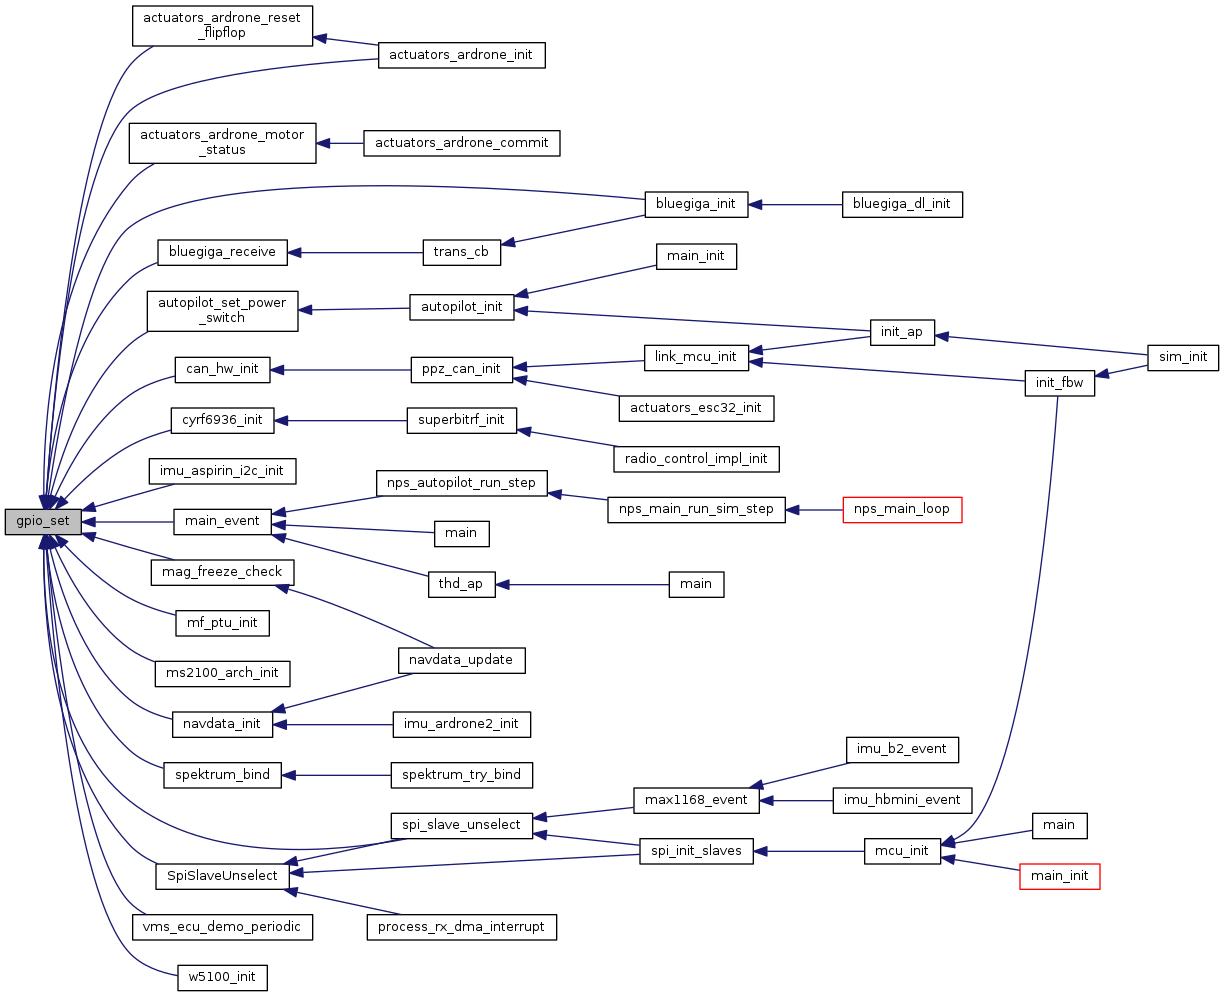 actuators_ardrone_reset
_flipflop
actuators_ardrone_init
actuators_ardrone_motor
_status
actuators_ardrone_commit
bluegiga_init
bluegiga_dl_init
bluegiga_receive
trans_cb
main_init
autopilot_set_power
_switch
autopilot_init
init_ap
link_mcu_init
sim_init
can_hw_init
ppz_can_init
init_fbw
actuators_esc32_init
cyrf6936_init
superbitrf_init
radio_control_impl_init
imu_aspirin_i2c_init
nps_autopilot_run_step
nps_main_run_sim_step
nps_main_loop
gpio_set
main_event
main
mag_freeze_check
thd_ap
main
mf_ptu_init
navdata_update
ms2100_arch_init
navdata_init
imu_ardrone2_init
imu_b2_event
spektrum_bind
spektrum_try_bind
max1168_event
imu_hbmini_event
spi_slave_unselect
main
spi_init_slaves
mcu_init
SpiSlaveUnselect
main_init
vms_ecu_demo_periodic
process_rx_dma_interrupt
w5100_init